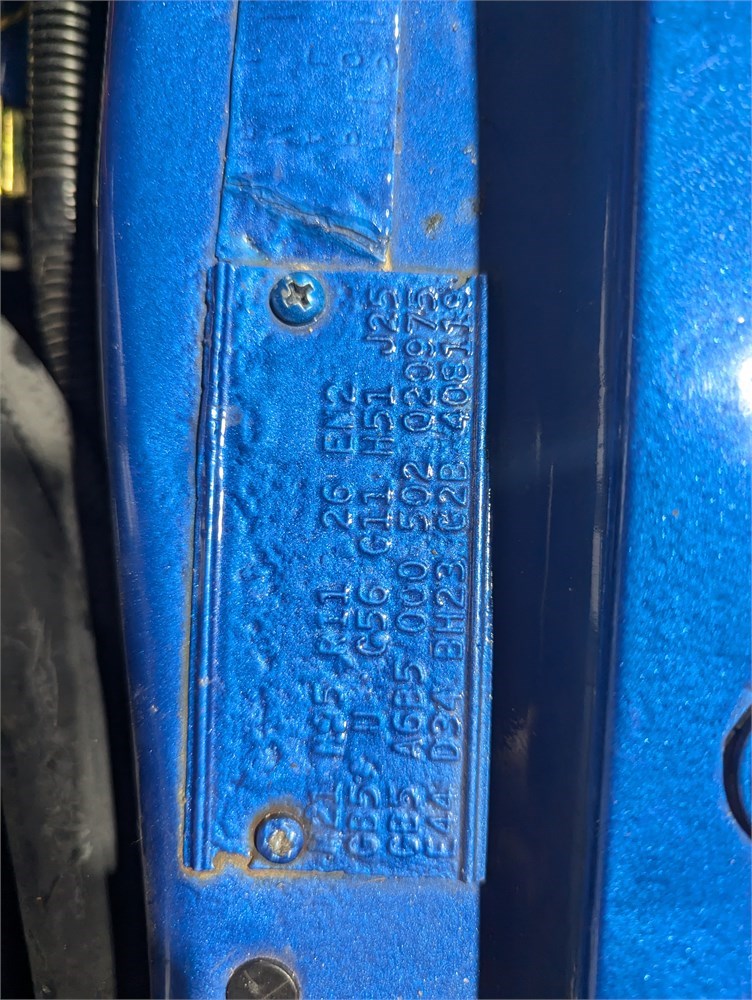 M21 M25 R11 26 EN2
GB5 U C56 G11 H51 J25
GB5 A6B5 000 502 020975
E44 D34 BH23 G2B 408119